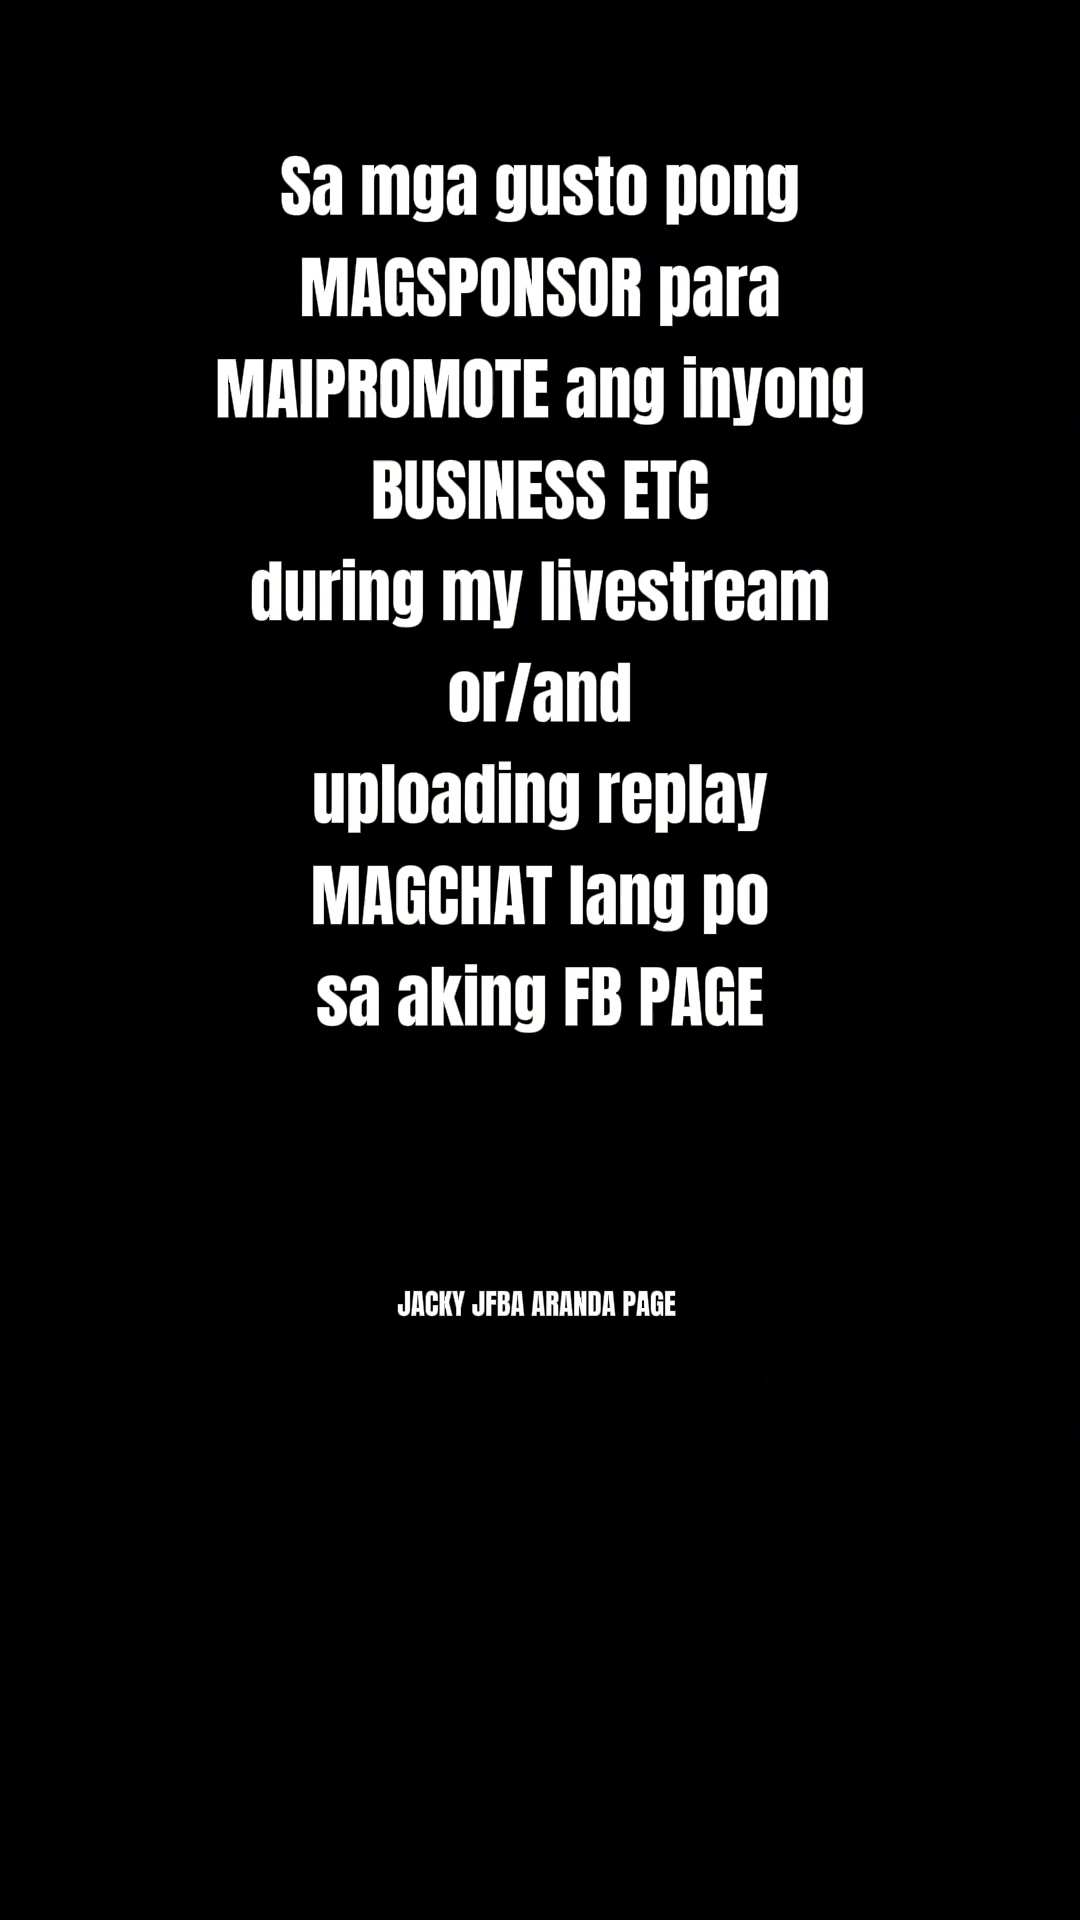 Sa mga gusto pong
MAGSPONSOR para
MAIPROMOTE ang inyong
BUSINESS ETC
during my livestream
or/and
uploading replay
MAGCHAT lang po
sa aking FB PAGE
JACKY JFBA ARANDA PAGE